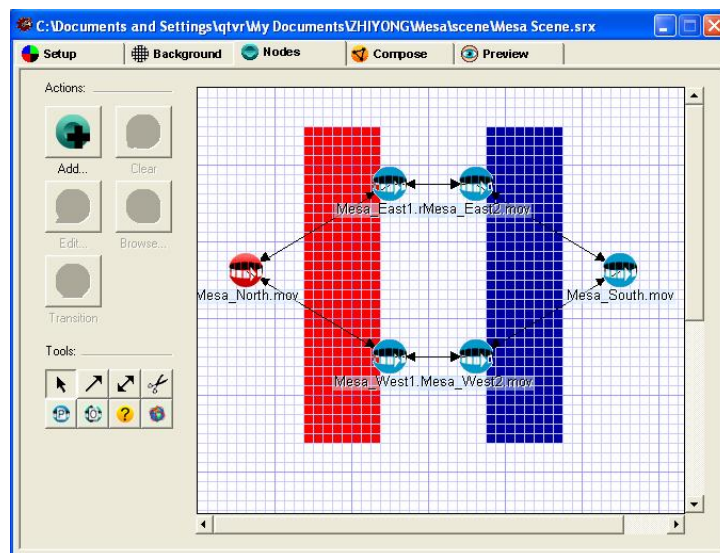 C:\Documents and Settings\qtvr\My Documents\ZHIYONG\Mesa\scene\Mesa Scene.srx
Setup Background Nodes Compose Preview
Actions:
Add... Clear
Edit... Browse...
Transition
Tools:
P O ?
Mesa_East1.r Mesa_East2.mov
Mesa_North.mov Mesa_South.mov
Mesa_West1. Mesa_West2.mov